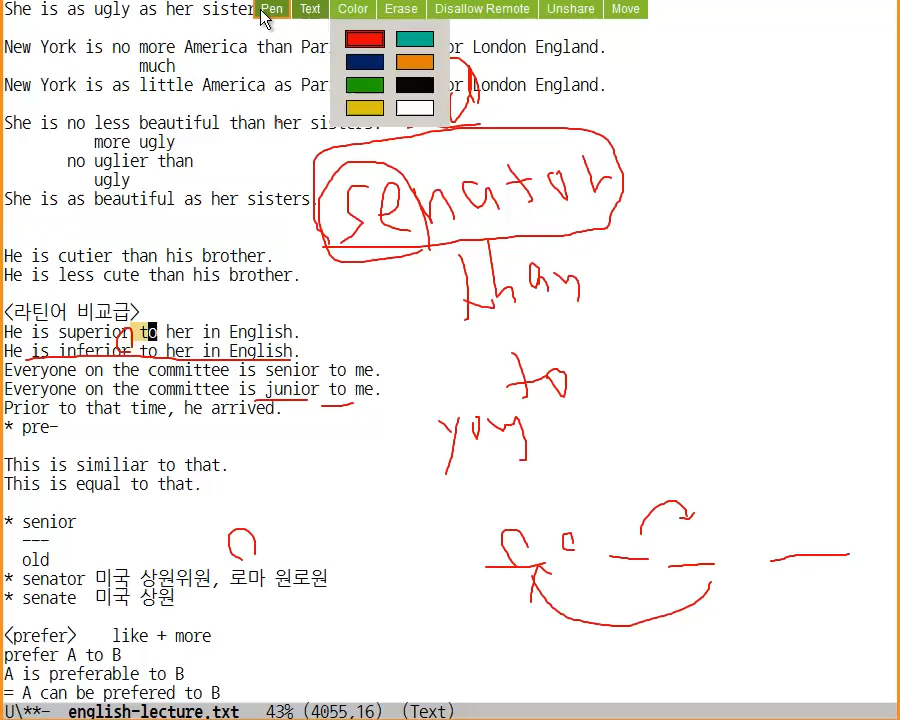 She is as ugly as her sister
Pen Text Color Erase Disallow Remote Unshare Move
New York is no more America than Par or London England.
much
New York is as little America as Par or London England.
She is no less beautiful than her sisters.
more ugly
no uglier than
ugly
She is as beautiful as her sisters
senator
than
He is cutier than his brother.
He is less cute than his brother.
<라틴어 비교급>
He is superior to her in English.
He is inferior to her in English.
Everyone on the committee is senior to me.
Everyone on the committee is junior to me.
to
Prior to that time, he arrived.
* pre-
This is similiar to that.
This is equal to that.
* senior
---
old
* senator 미국 상원위원, 로마 원로원
* senate 미국 상원
<prefer> like + more
prefer A to B
A is preferable to B
= A can be prefered to B
U\**- english-lecture.txt 43% (4055,16) (Text)